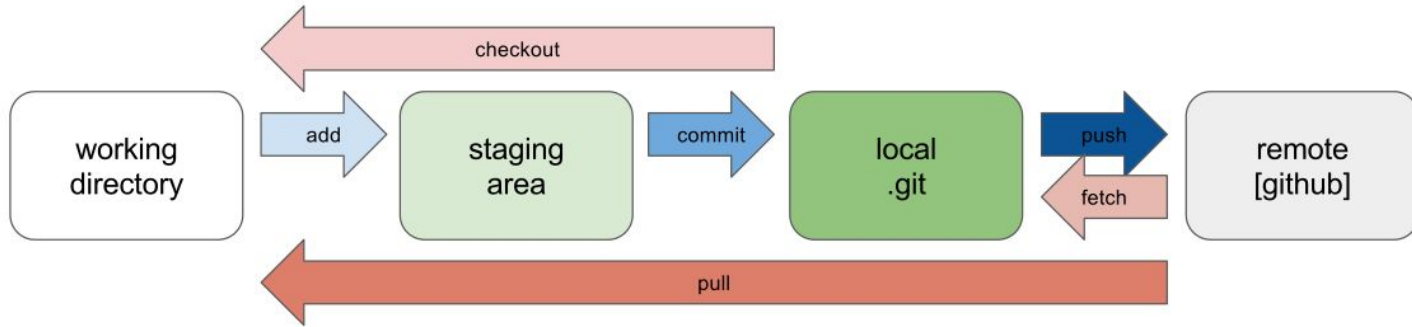 checkout
working
directory
add
staging
area
commit
local
.git
push
fetch
remote
[github]
pull